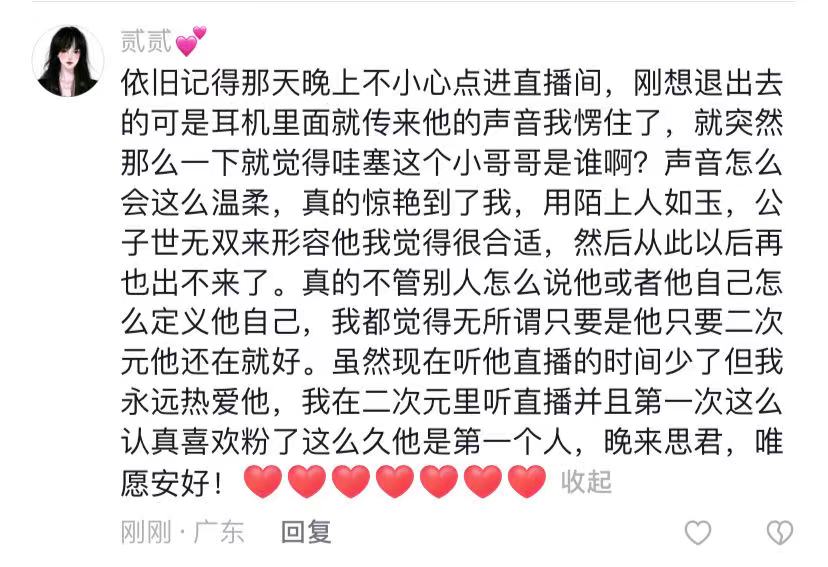 贰贰💕
依旧记得那天晚上不小心点进直播间，刚想退出去
的可是耳机里面就传来他的声音我愣住了，就突然
那么一下就觉得哇塞这个小哥哥是谁啊？声音怎么
会这么温柔，真的惊艳到了我，用陌上人如玉，公
子世无双来形容他我觉得很合适，然后从此以后再
也出不来了。真的不管别人怎么说他或者他自己怎
么定义他自己，我都觉得无所谓只要是他只要二次
元他还在就好。虽然现在听他直播的时间少了但我
永远热爱他，我在二次元里听直播并且第一次这么
认真喜欢粉了这么久他是第一个人，晚来思君，唯
愿安好！❤️❤️❤️❤️❤️❤️❤️ 收起
刚刚 · 广东 回复